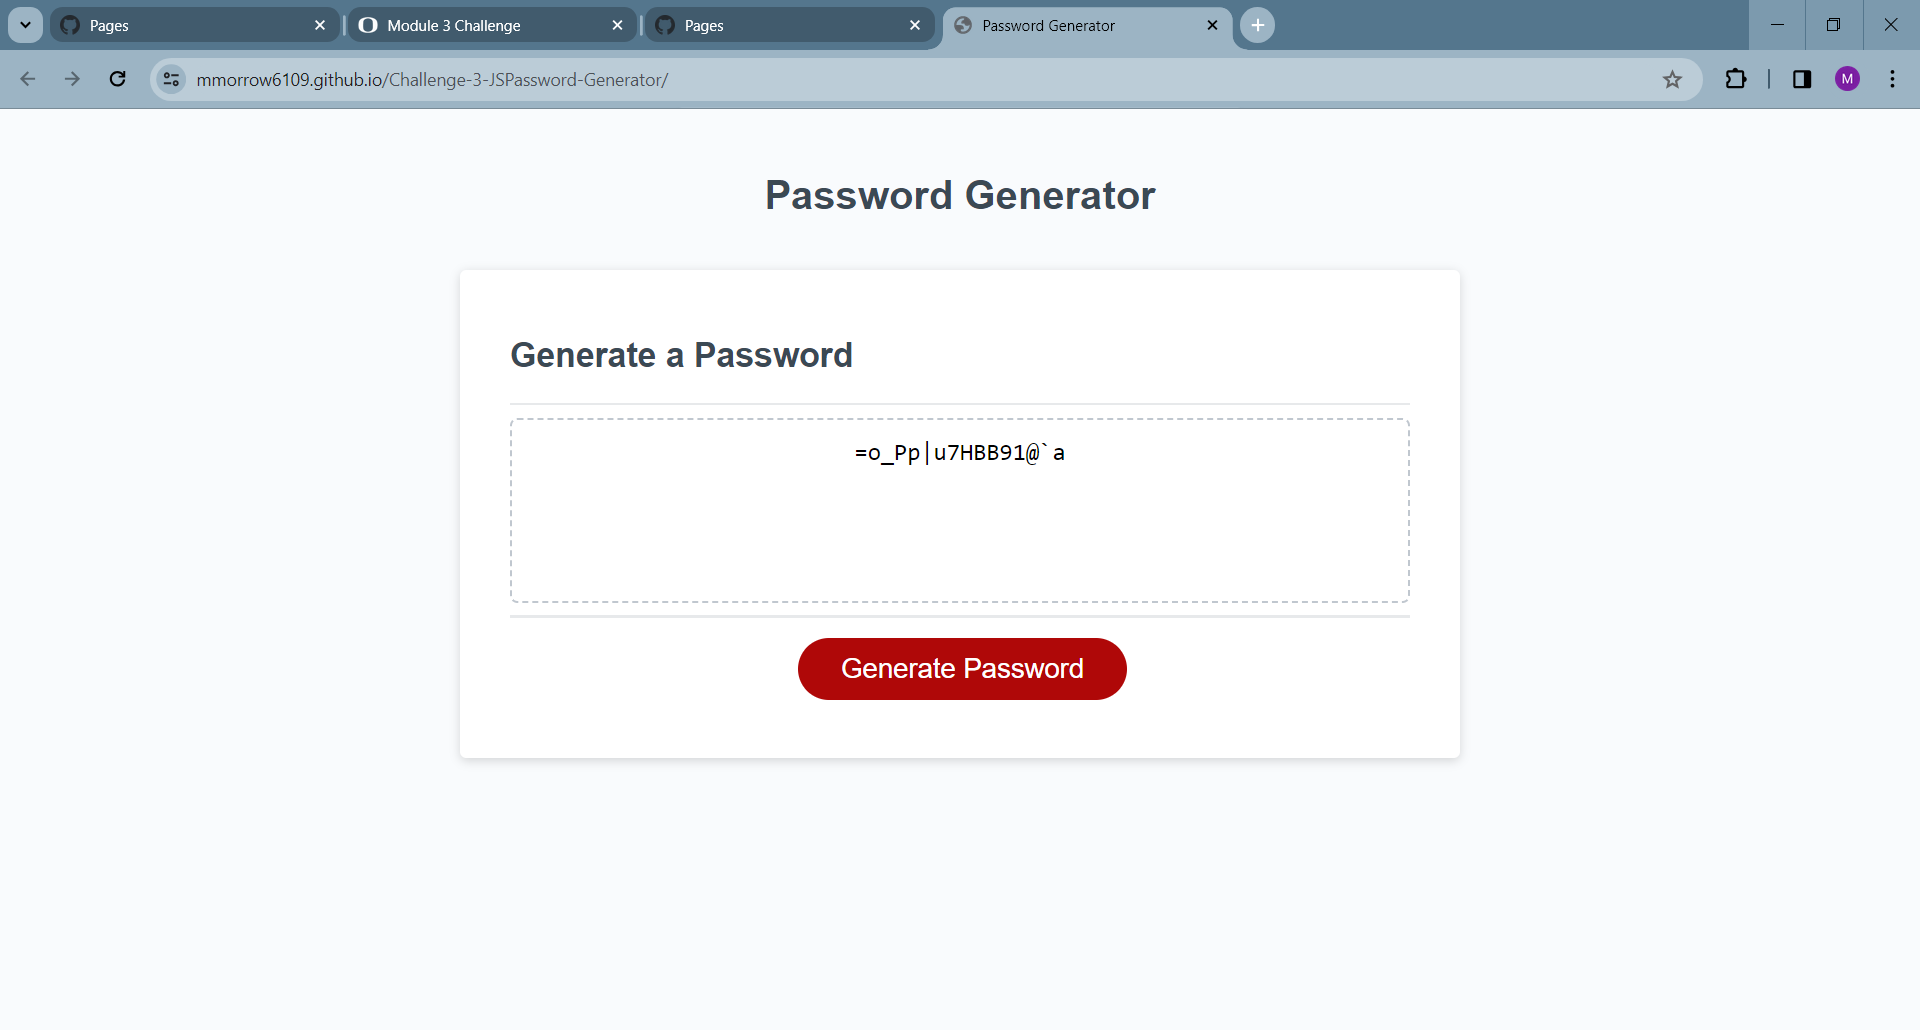 Pages
Module 3 Challenge
Pages
Password Generator
mmorrow6109.github.io/Challenge-3-JSPassword-Generator/
M
Password Generator
Generate a Password
=o_Pp|u7HBB91@`a
Generate Password